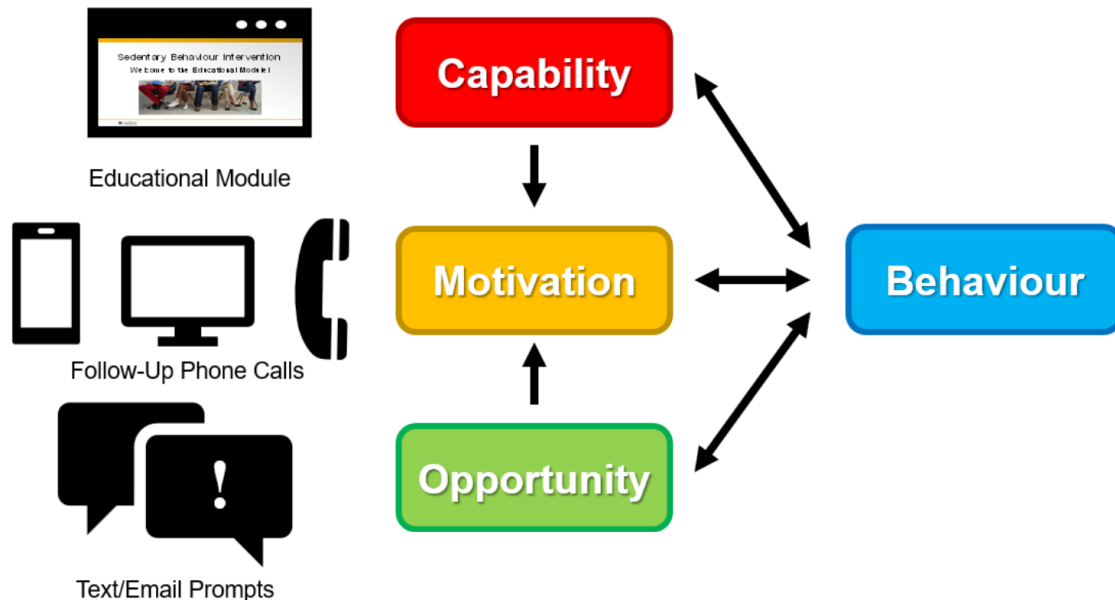 Sedentary Behaviour Intervention
Welcome to the Educational Module!
Educational Module
Follow-Up Phone Calls
!
Text/Email Prompts
Capability
Motivation
Opportunity
Behaviour